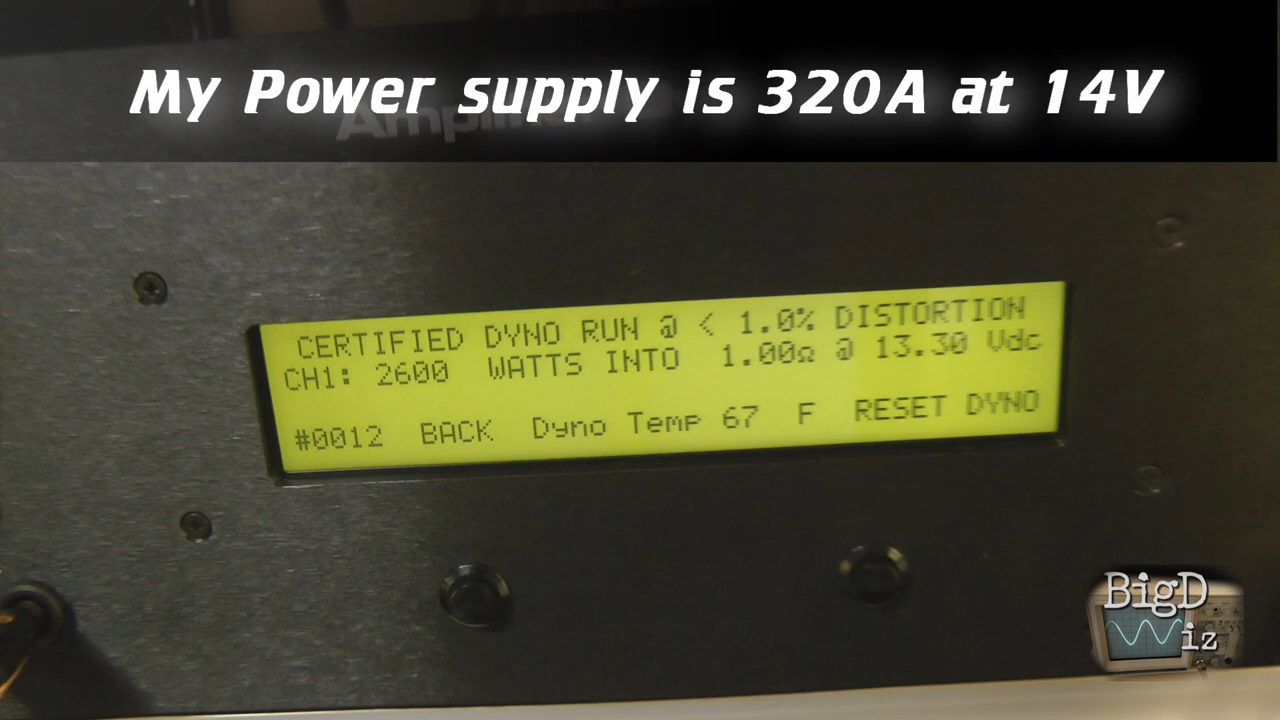 My Power supply is 320A at 14V
CERTIFIED DYNO RUN @ < 1.0% DISTORTION
CH1: 2600 WATTS INTO 1.00Ω @ 13.30 Vdc
#0012 BACK Dyno Temp 67 F RESET DYNO
BigD
Wiz